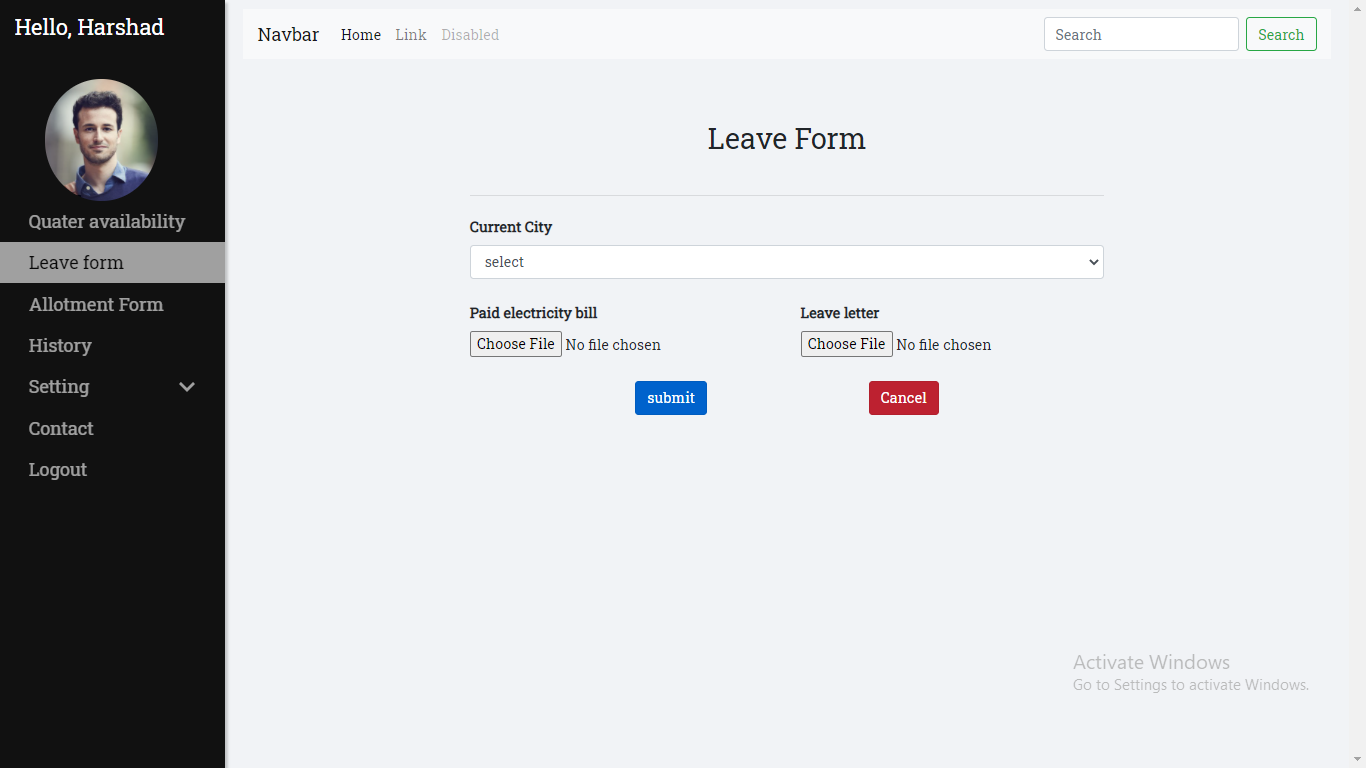 Hello, Harshad
Quater availability
Leave form
Allotment Form
History
Setting
Contact
Logout
Navbar Home Link Disabled Search Search
Leave Form
Current City
select
Paid electricity bill Leave letter
Choose File No file chosen Choose File No file chosen
submit Cancel
Activate Windows
Go to Settings to activate Windows.